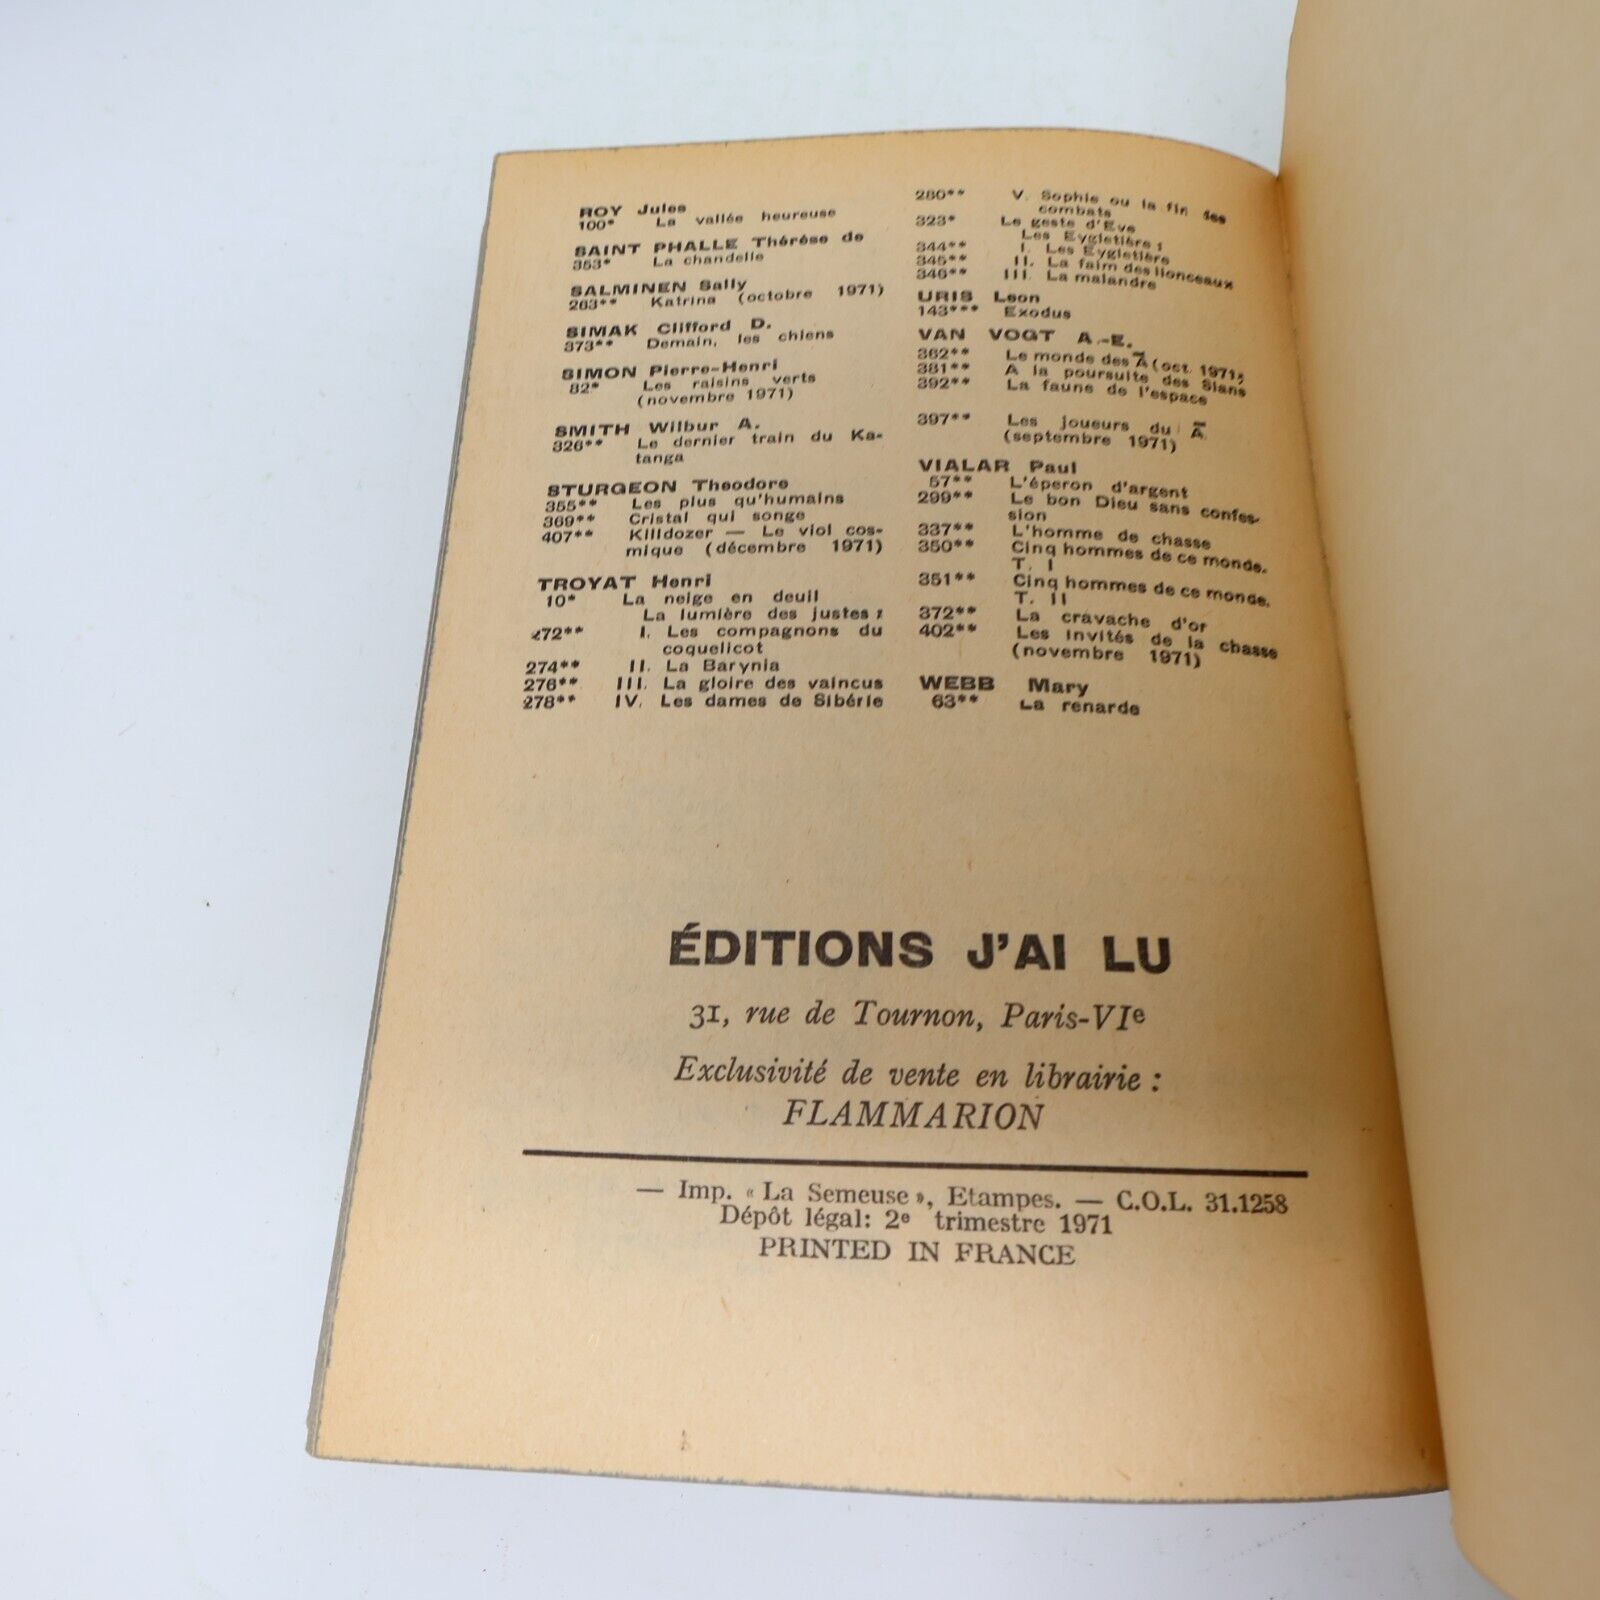 ROY Jules
100* La vallée heureuse
SAINT PHALLE Thérèse de
353* La chandelle
SALMINEN Sally
263** Katrina (octobre 1971)
SIMAK Clifford D.
373** Demain, les chiens
SIMON Pierre-Henri
82* Les raisins verts
(novembre 1971)
SMITH Wilbur A.
326** Le dernier train du Ka-
tanga
STURGEON Theodore
355** Les plus qu'humains
369** Cristal qui songe
407** Killdozer — Le viol cos-
mique (décembre 1971)
TROYAT Henri
10* La neige en deuil
La lumière des justes :
272** I. Les compagnons du
coquelicot
274** II. La Barynia
276** III. La gloire des vaincus
278** IV. Les dames de Sibérie
280** V. Sophie ou la fin des
combats
323* Le geste d'Eve
Les Eygletière :
344** I. Les Eygletière
345** II. La faim des lionceaux
346** III. La malandre
URIS Leon
143*** Exodus
VAN VOGT A.-E.
362** Le monde des Ā (oct. 1971)
381** A la poursuite des Slans
392** La faune de l'espace
397** Les joueurs du Ā
(septembre 1971)
VIALAR Paul
57** L'éperon d'argent
299** Le bon Dieu sans confes-
sion
337** L'homme de chasse
350** Cinq hommes de ce monde.
T. I
351** Cinq hommes de ce monde.
T. II
372** La cravache d'or
402** Les invités de la chasse
(novembre 1971)
WEBB Mary
63** La renarde
ÉDITIONS J'AI LU
31, rue de Tournon, Paris-VIe
Exclusivité de vente en librairie :
FLAMMARION
— Imp. « La Semeuse », Etampes. — C.O.L. 31.1258
Dépôt légal: 2e trimestre 1971
PRINTED IN FRANCE